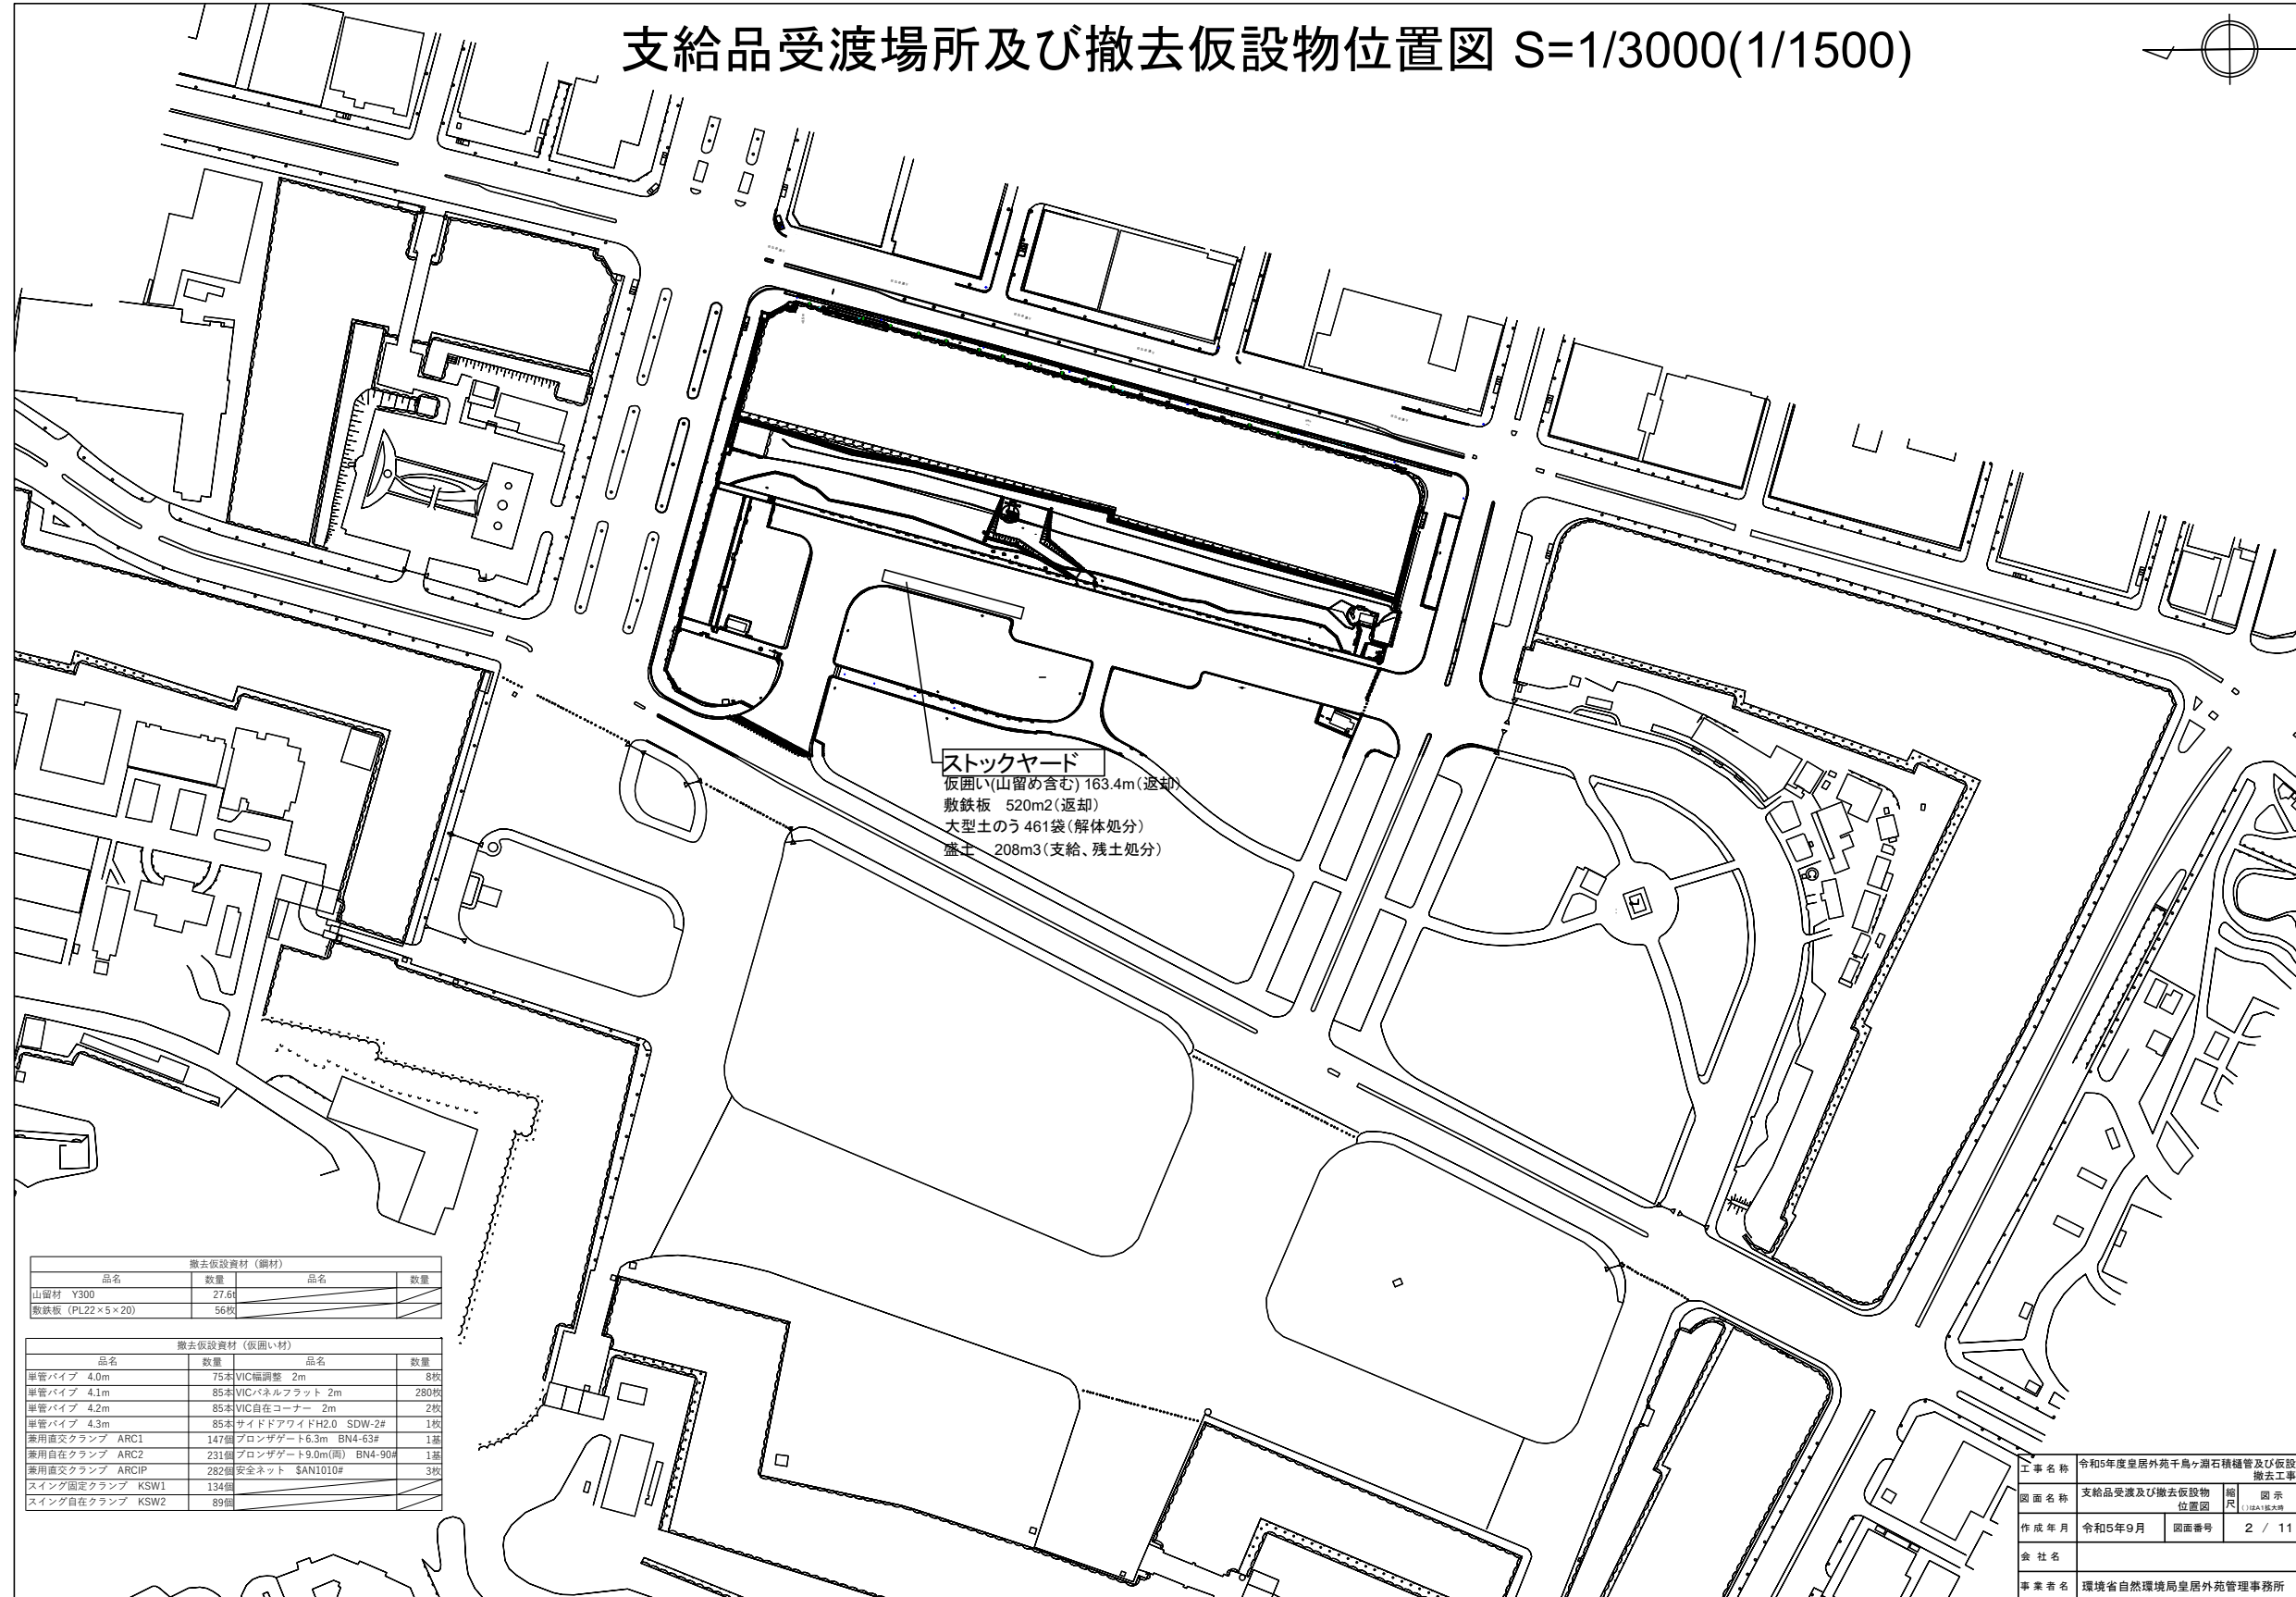 支給品受渡場所及び撤去仮設物位置図 S=1/3000(1/1500)
ストックヤード
仮囲い(山留め含む) 163.4m(返却)
敷鉄板 520m2(返却)
大型土のう 461袋(解体処分)
盛土 208m3(支給、残土処分)
撤去仮設資材（鋼材）
品名 数量 品名 数量
山留材 Y300 27.6t
敷鉄板（PL22×5×20） 56枚
撤去仮設資材（仮囲い材）
品名 数量 品名 数量
単管パイプ 4.0m 75本 VIC幅調整 2m 8枚
単管パイプ 4.1m 85本 VICパネルフラット 2m 280枚
単管パイプ 4.2m 85本 VIC自在コーナー 2m 2枚
単管パイプ 4.3m 85本 サイドドアワイドH2.0 SDW-2# 1枚
兼用直交クランプ ARC1 147個 ブロンザゲート6.3m BN4-63# 1基
兼用自在クランプ ARC2 231個 ブロンザゲート9.0m(両) BN4-90# 1基
兼用直交クランプ ARCIP 282個 安全ネット $AN1010# 3枚
スイング固定クランプ KSW1 134個
スイング自在クランプ KSW2 89個
工事名称 令和5年度皇居外苑千鳥ヶ淵石積樋管及び仮設
撤去工事
図面名称 支給品受渡及び撤去仮設物
位置図 縮尺 図示
( )はA1拡大時
作成年月 令和5年9月 図面番号 2 / 11
会社名
事業者名 環境省自然環境局皇居外苑管理事務所